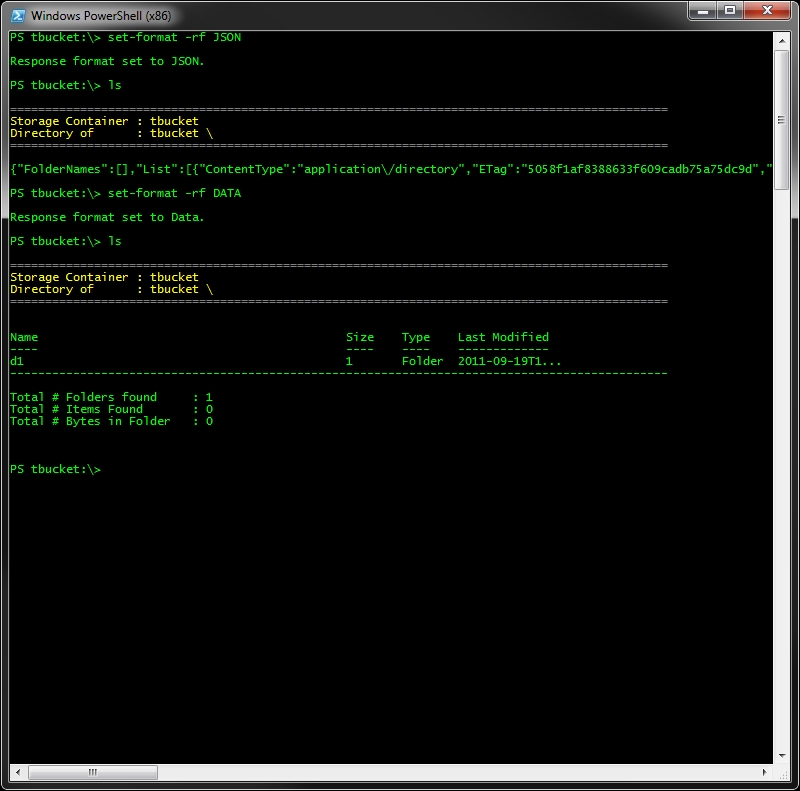 Windows PowerShell (x86)
PS tbucket:\> set-format -rf JSON
Response format set to JSON.
PS tbucket:\> ls
==============================================================================================
Storage Container : tbucket
Directory of      : tbucket \
==============================================================================================
{"FolderNames":[],"List":[{"ContentType":"application\/directory","ETag":"5058f1af8388633f609cadb75a75dc9d","
PS tbucket:\> set-format -rf DATA
Response format set to Data.
PS tbucket:\> ls
==============================================================================================
Storage Container : tbucket
Directory of      : tbucket \
==============================================================================================
Name                                            Size    Type    Last Modified
----                                            ----    ----    -------------
d1                                              1       Folder  2011-09-19T1...
----------------------------------------------------------------------------------------------
Total # Folders found     : 1
Total # Items Found       : 0
Total # Bytes in Folder   : 0
PS tbucket:\>